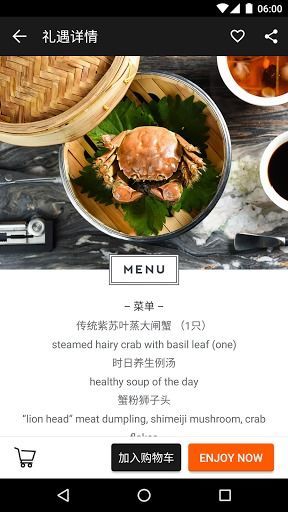 06:00
礼遇详情
MENU
– 菜单 –
传统紫苏叶蒸大闸蟹 （1只）
steamed hairy crab with basil leaf (one)
时日养生例汤
healthy soup of the day
蟹粉狮子头
“lion head” meat dumpling, shimeji mushroom, crab
加入购物车
ENJOY NOW